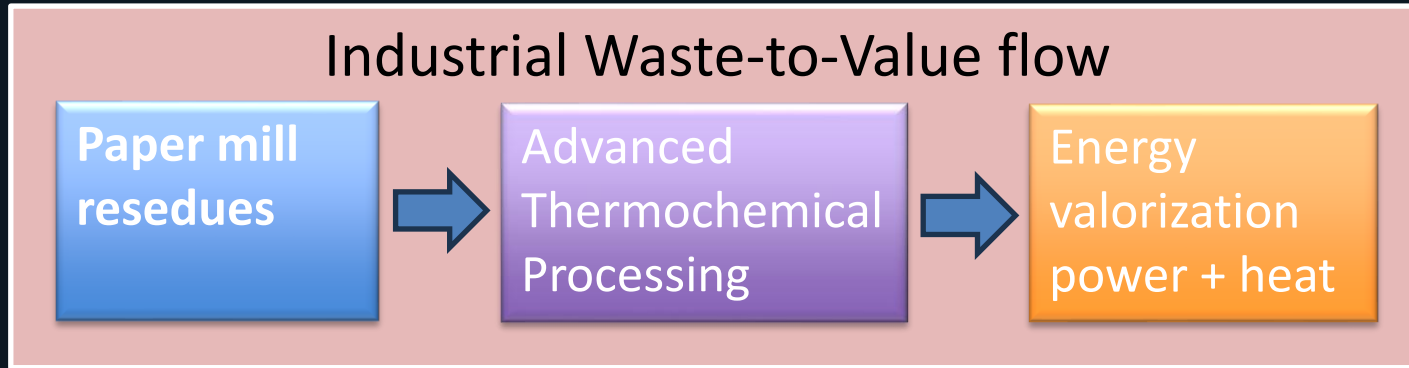 Industrial Waste-to-Value flow
Paper mill
resedues
Advanced
Thermochemical
Processing
Energy
valorization
power + heat